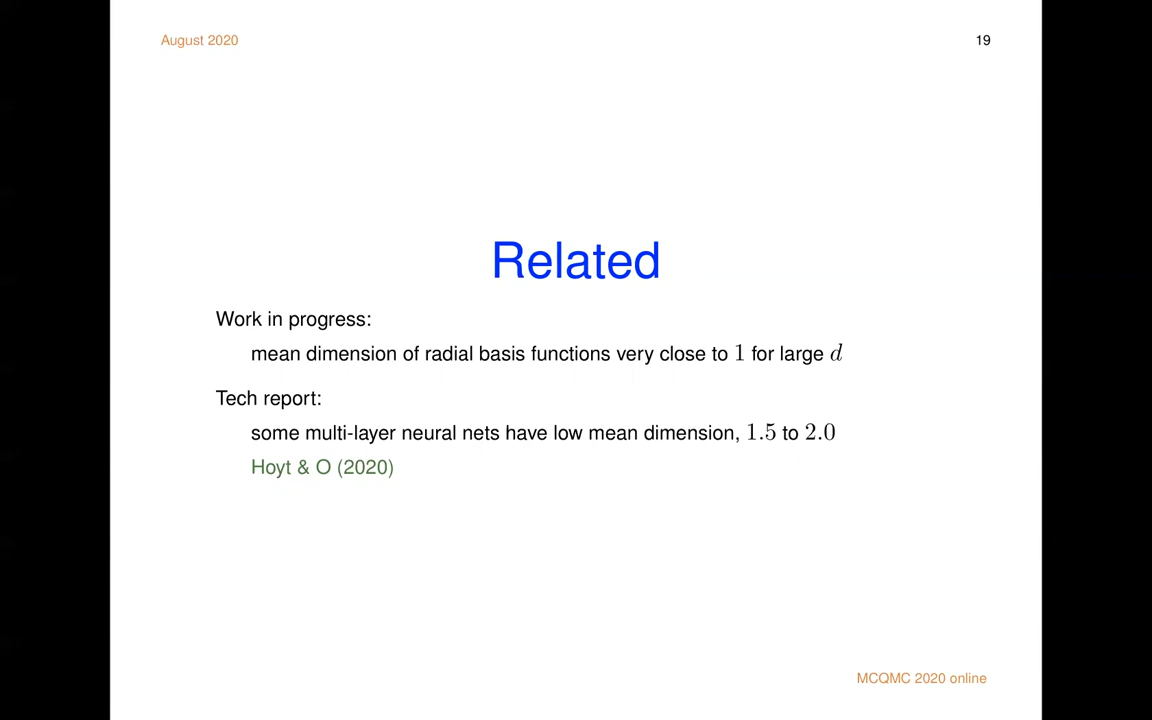 August 2020
19
Related
Work in progress:
mean dimension of radial basis functions very close to 1 for large d
Tech report:
some multi-layer neural nets have low mean dimension, 1.5 to 2.0
Hoyt & O (2020)
MCQMC 2020 online